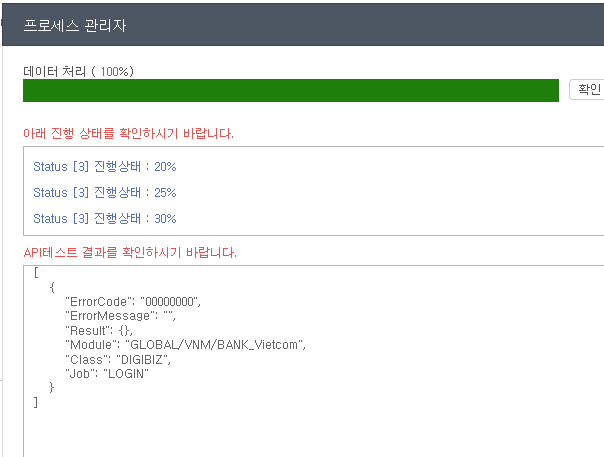 프로세스 관리자
데이터 처리 ( 100%)
확인
아래 진행 상태를 확인하시기 바랍니다.
Status [3] 진행상태 : 20%
Status [3] 진행상태 : 25%
Status [3] 진행상태 : 30%
API테스트 결과를 확인하시기 바랍니다.
[
{
"ErrorCode": "00000000",
"ErrorMessage": "",
"Result": {},
"Module": "GLOBAL/VNM/BANK_Vietcom",
"Class": "DIGIBIZ",
"Job": "LOGIN"
}
]